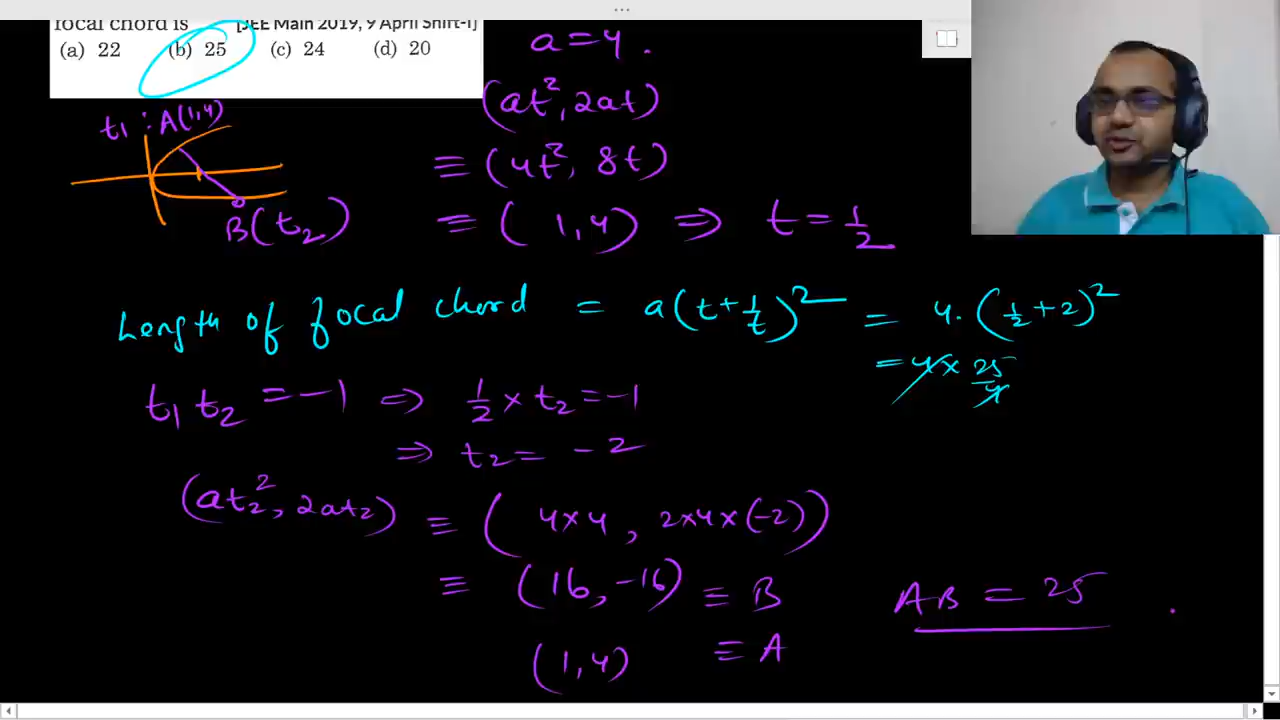 focal chord is [JEE Main 2019, 9 April Shift-I]
(a) 22 (b) 25 (c) 24 (d) 20
a = 4 .
(at², 2at)
t1 : A(1,4)
≡ (4t², 8t)
B(t2)
≡ (1,4) ⇒ t = 1/2
Length of focal chord = a(t+1/t)² = 4.(1/2+2)²
= 4 × 25/4
t1 t2 = -1 ⇒ 1/2 × t2 = -1
⇒ t2 = -2
(at2², 2at2) ≡ (4×4, 2×4×(-2))
≡ (16, -16) ≡ B
AB = 25
(1,4) ≡ A